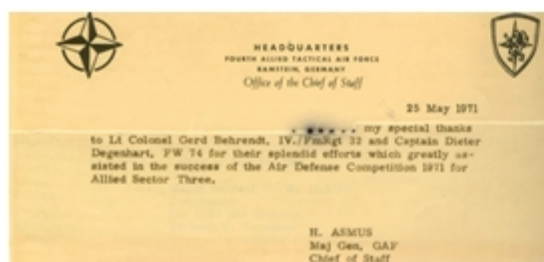 HEADQUARTERS
FOURTH ALLIED TACTICAL AIR FORCE
RAMSTEIN, GERMANY
Office of the Chief of Staff
25 May 1971
. . . . . my special thanks
to Lt Colonel Gerd Behrendt, IV./FmRgt 32 and Captain Dieter
Degenhart, FW 74 for their splendid efforts which greatly as-
sisted in the success of the Air Defense Competition 1971 for
Allied Sector Three.
H. ASMUS
Maj Gen, GAF
Chief of Staff